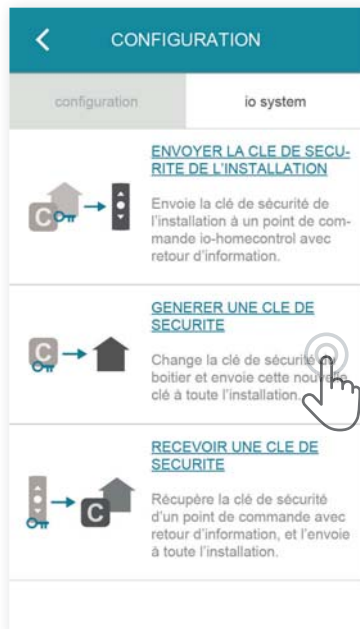 CONFIGURATION
configuration
io system
ENVOYER LA CLE DE SECU-
RITE DE L'INSTALLATION
Envoie la clé de sécurité de
l'installation à un point de com-
mande io-homecontrol avec
retour d'information.
C
GENERER UNE CLE DE
SECURITE
Change la clé de sécurité du
boitier et envoie cette nouvelle
clé à toute l'installation.
C
RECEVOIR UNE CLE DE
SECURITE
Récupère la clé de sécurité
d'un point de commande avec
retour d'information, et l'envoie
à toute l'installation.
C